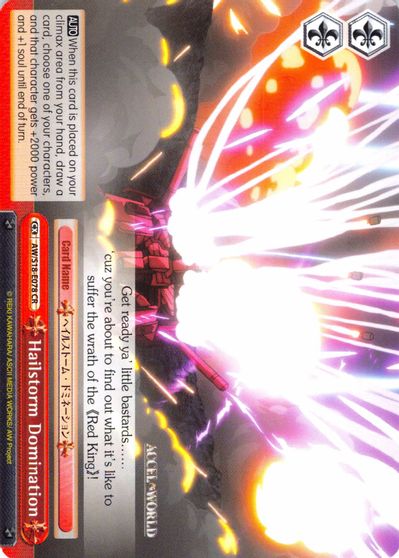 AUTO When this card is placed on your
climax area from your hand, draw a
card, choose one of your characters,
and that character gets +2000 power
and +1 soul until end of turn.
ACCEL WORLD
Get ready ya' little bastards......
'cuz you're about to find out what it's like to
suffer the wrath of the 《Red King》!
Card Name ヘイルストーム・ドミネーション
CX AW/S18-E078 CR Hailstorm Domination
© REKI KAWAHARA/ ASCII MEDIA WORKS/ AW Project